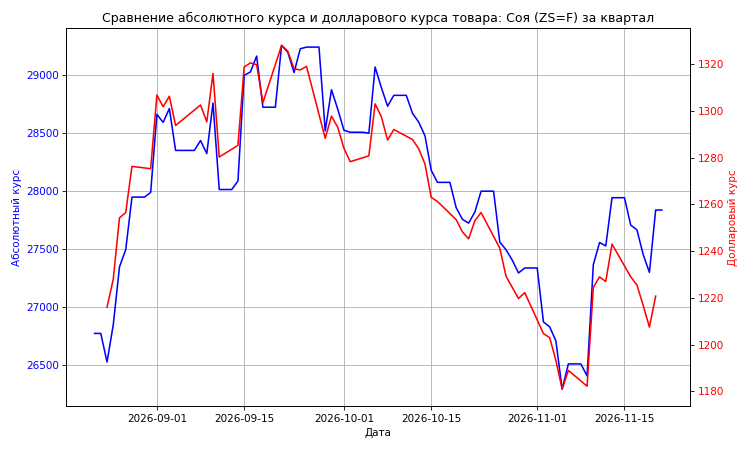 Сравнение абсолютного курса и долларового курса товара: Соя (ZS=F) за квартал
Абсолютный курс
29000
28500
28000
27500
27000
26500
1320
1300
1280
1260
1240
1220
1200
1180
Долларовый курс
2026-09-01 2026-09-15 2026-10-01 2026-10-15 2026-11-01 2026-11-15
Дата